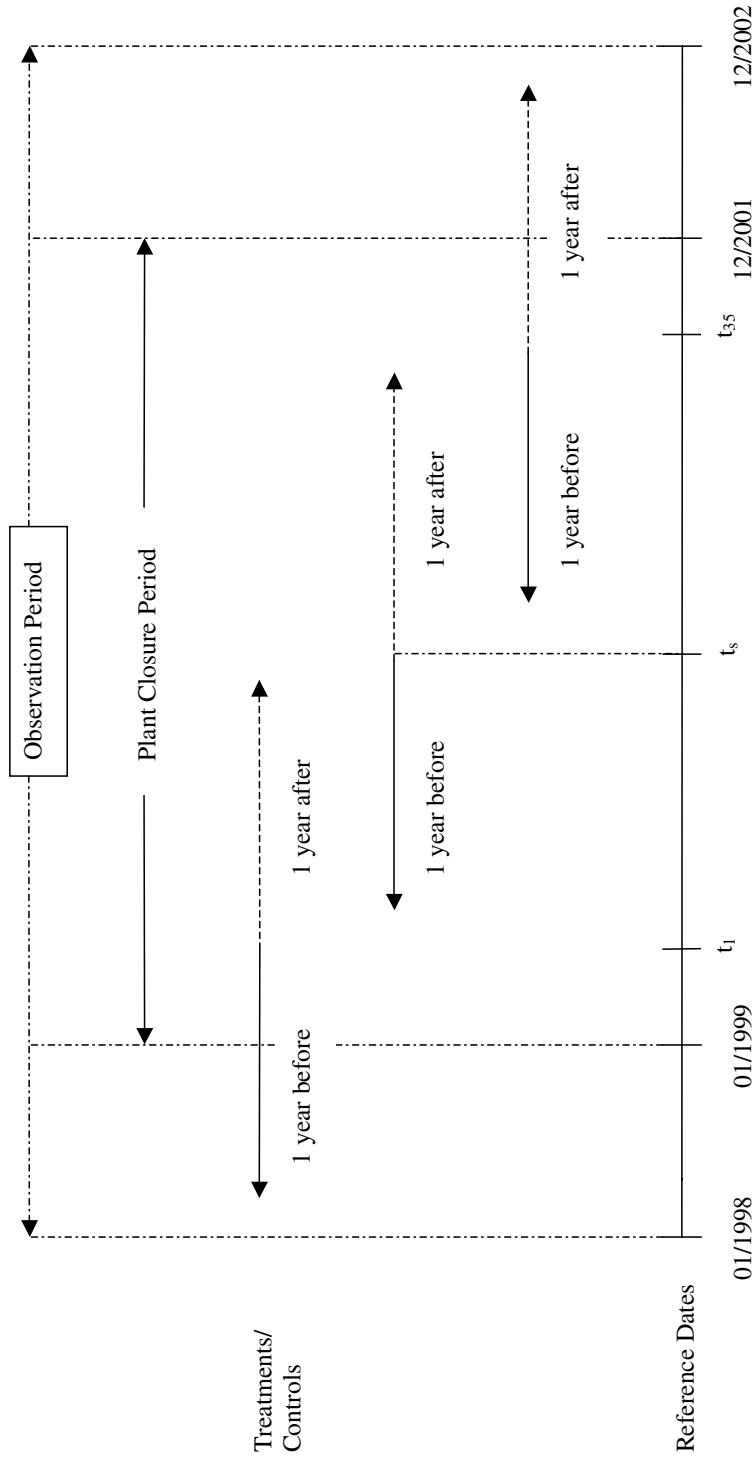 Observation Period
Plant Closure Period
Treatments/
Controls
1 year before
1 year after
1 year before
1 year after
1 year before
1 year after
Reference Dates
t₁
tₛ
t₃₅
01/1998
01/1999
12/2001
12/2002